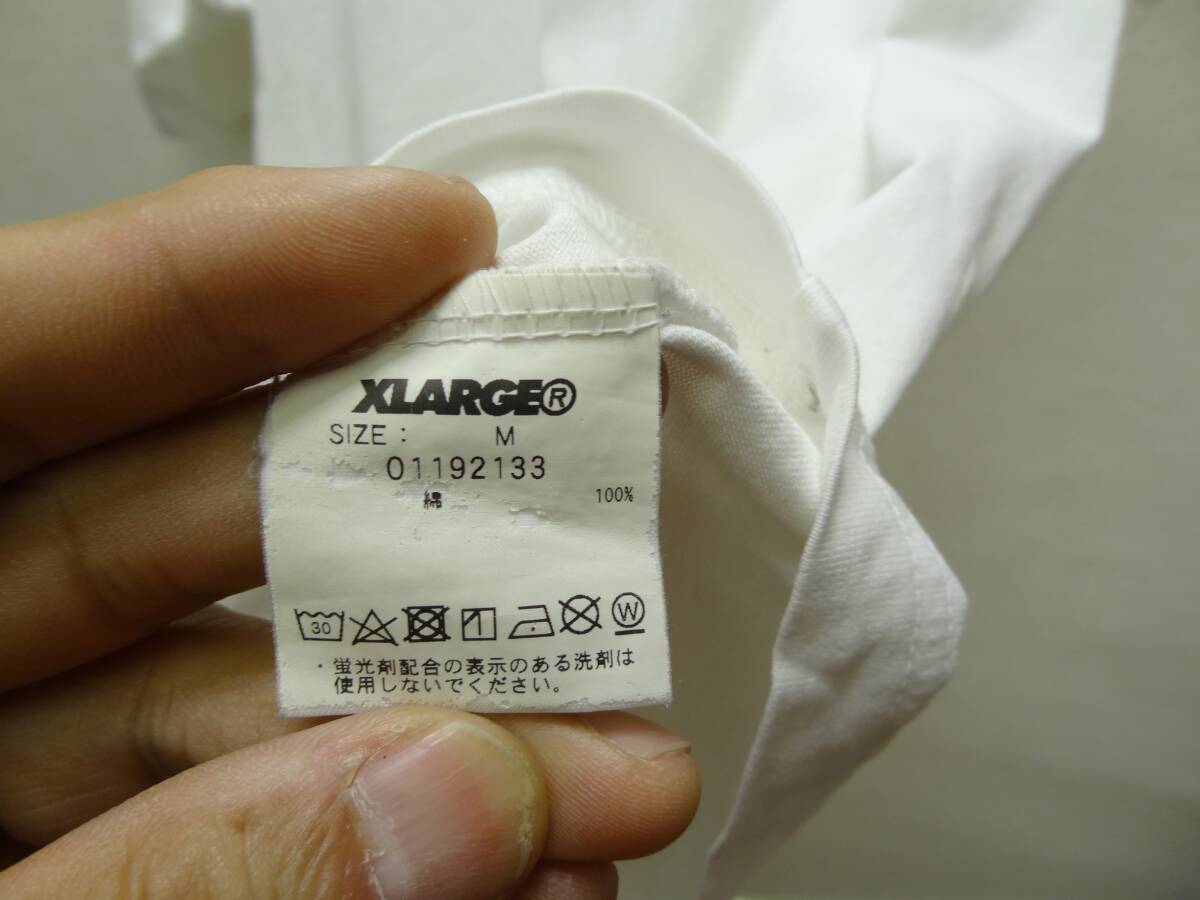 XLARGE®
SIZE : M
01192133
綿 100%
30 W
・蛍光剤配合の表示のある洗剤は
使用しないでください。